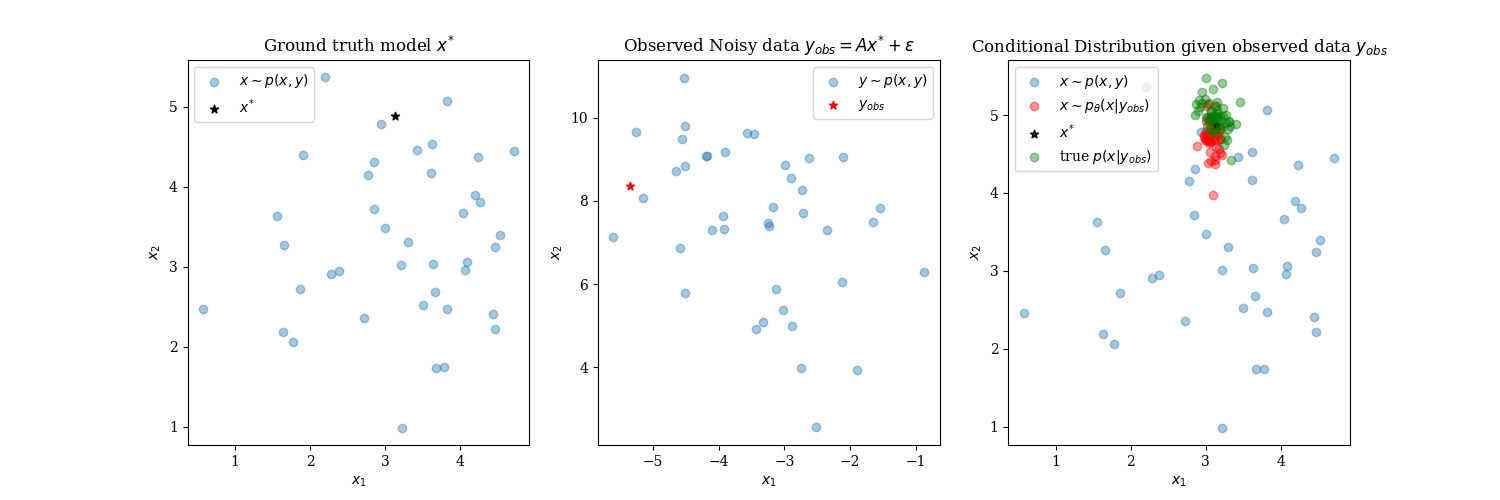 Ground truth model x*
x ~ p(x, y)
x*
x₂
5
4
3
2
1
1 2 3 4
x₁
Observed Noisy data y_obs = Ax* + ε
y ~ p(x, y)
y_obs
x₂
10
8
6
4
−5 −4 −3 −2 −1
x₁
Conditional Distribution given observed data y_obs
x ~ p(x, y)
x ~ p_θ(x|y_obs)
x*
true p(x|y_obs)
x₂
5
4
3
2
1
1 2 3 4
x₁